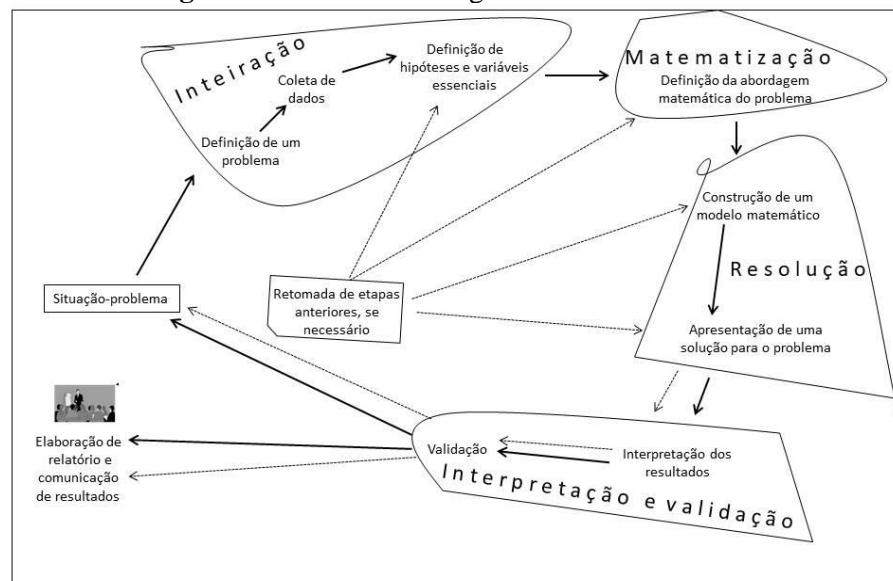 Inteiração
Coleta de
dados
Definição de
hipóteses e variáveis
essenciais
Definição de um
problema
Matematização
Definição da abordagem
matemática do problema
Construção de um
modelo matemático
Resolução
Apresentação de uma
solução para o problema
Situação-problema
Retomada de etapas
anteriores, se
necessário
Validação
Interpretação dos
resultados
Interpretação e validação
Elaboração de
relatório e
comunicação
de resultados